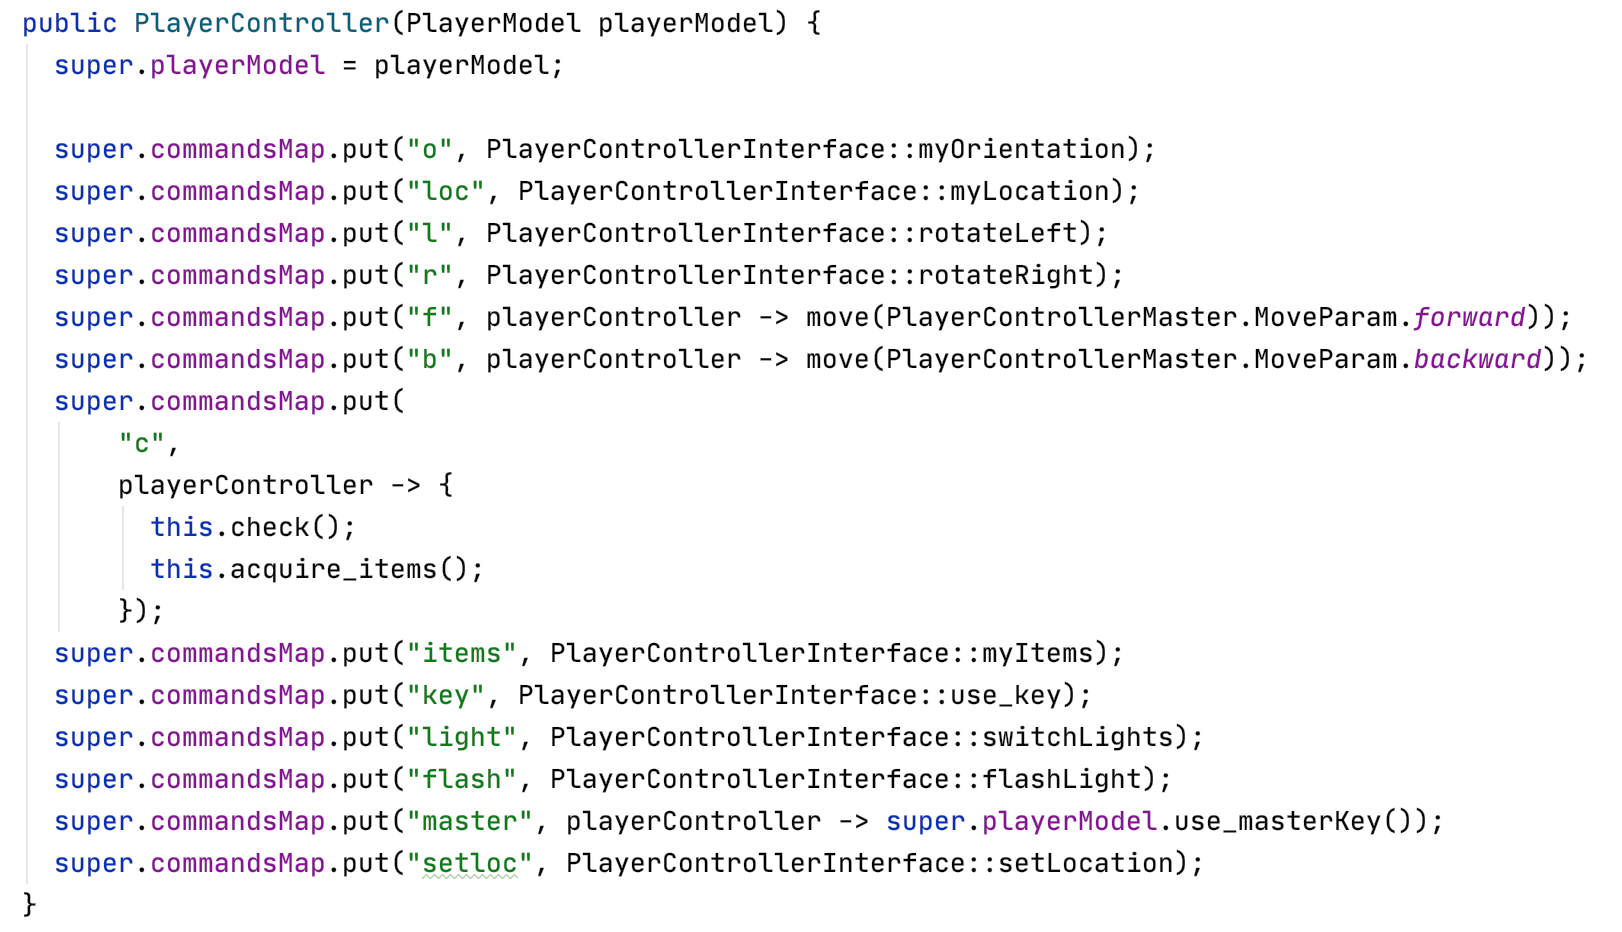 public PlayerController(PlayerModel playerModel) {
  super.playerModel = playerModel;

  super.commandsMap.put("o", PlayerControllerInterface::myOrientation);
  super.commandsMap.put("loc", PlayerControllerInterface::myLocation);
  super.commandsMap.put("l", PlayerControllerInterface::rotateLeft);
  super.commandsMap.put("r", PlayerControllerInterface::rotateRight);
  super.commandsMap.put("f", playerController -> move(PlayerControllerMaster.MoveParam.forward));
  super.commandsMap.put("b", playerController -> move(PlayerControllerMaster.MoveParam.backward));
  super.commandsMap.put(
      "c",
      playerController -> {
        this.check();
        this.acquire_items();
      });
  super.commandsMap.put("items", PlayerControllerInterface::myItems);
  super.commandsMap.put("key", PlayerControllerInterface::use_key);
  super.commandsMap.put("light", PlayerControllerInterface::switchLights);
  super.commandsMap.put("flash", PlayerControllerInterface::flashLight);
  super.commandsMap.put("master", playerController -> super.playerModel.use_masterKey());
  super.commandsMap.put("setloc", PlayerControllerInterface::setLocation);
}